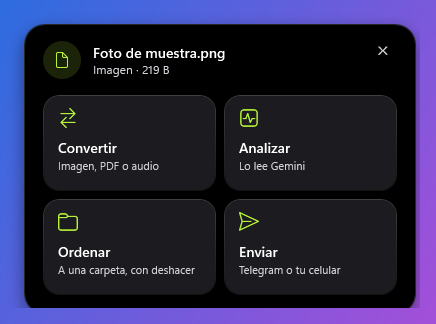 Foto de muestra.png
Imagen · 219 B
Convertir
Imagen, PDF o audio
Analizar
Lo lee Gemini
Ordenar
A una carpeta, con deshacer
Enviar
Telegram o tu celular